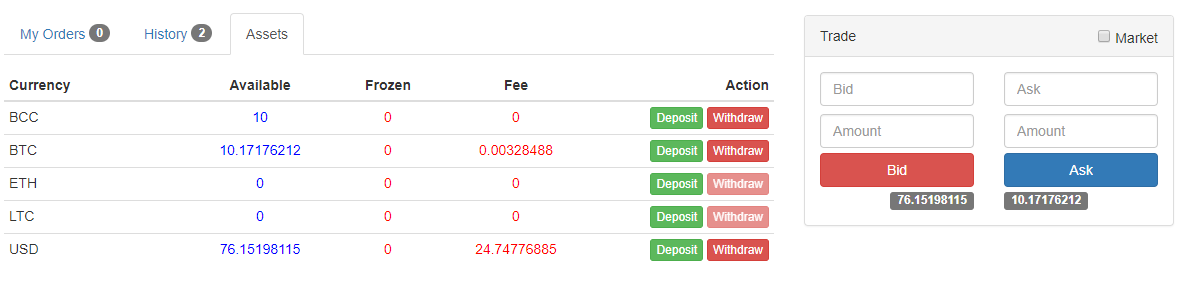 My Orders 0 History 2 Assets
Currency Available Frozen Fee Action
BCC 10 0 0 Deposit Withdraw
BTC 10.17176212 0 0.00328488 Deposit Withdraw
ETH 0 0 0 Deposit Withdraw
LTC 0 0 0 Deposit Withdraw
USD 76.15198115 0 24.74776885 Deposit Withdraw
Trade Market
Bid Ask
Amount Amount
Bid Ask
76.15198115 10.17176212